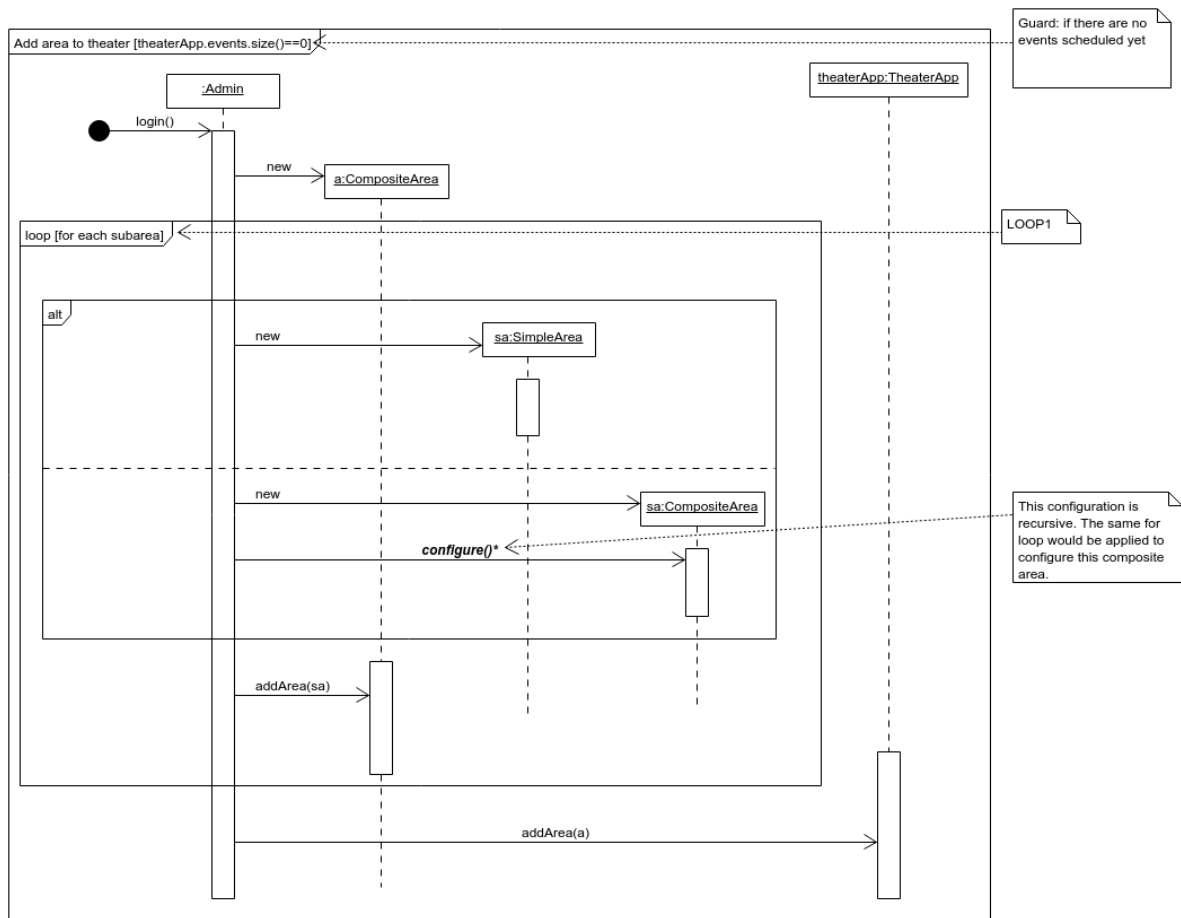 Guard: if there are no
events scheduled yet
Add area to theater [theaterApp.events.size()==0]
:Admin
theaterApp:TheaterApp
login()
new
a:CompositeArea
loop [for each subarea]
LOOP1
alt
new
sa:SimpleArea
new
sa:CompositeArea
This configuration is
recursive. The same for
loop would be applied to
configure this composite
area.
configure()*
addArea(sa)
addArea(a)